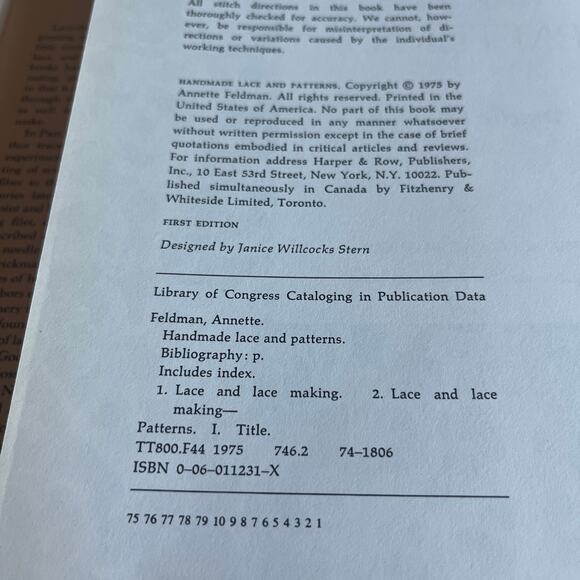 All stitch directions in this book have been
thoroughly checked for accuracy. We cannot, how-
ever, be responsible for misinterpretation of di-
rections or variations caused by the individual's
working techniques.
HANDMADE LACE AND PATTERNS. Copyright © 1975 by
Annette Feldman. All rights reserved. Printed in the
United States of America. No part of this book may
be used or reproduced in any manner whatsoever
without written permission except in the case of brief
quotations embodied in critical articles and reviews.
For information address Harper & Row, Publishers,
Inc., 10 East 53rd Street, New York, N.Y. 10022. Pub-
lished simultaneously in Canada by Fitzhenry &
Whiteside Limited, Toronto.
FIRST EDITION
Designed by Janice Willcocks Stern
Library of Congress Cataloging in Publication Data
Feldman, Annette.
Handmade lace and patterns.
Bibliography: p.
Includes index.
1. Lace and lace making. 2. Lace and lace
making—
Patterns. I. Title.
TT800.F44 1975 746.2 74-1806
ISBN 0-06-011231-X
75 76 77 78 79 10 9 8 7 6 5 4 3 2 1